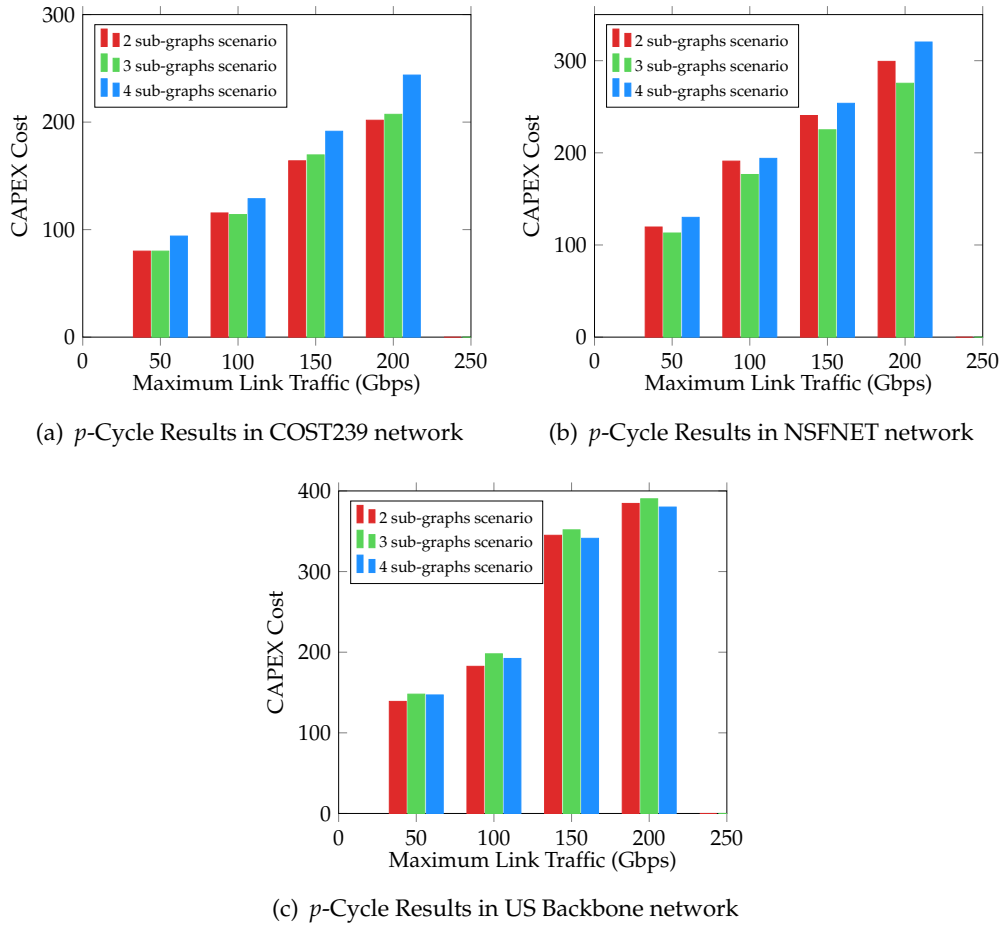 300
200
100
0
CAPEX Cost
2 sub-graphs scenario
3 sub-graphs scenario
4 sub-graphs scenario
0 50 100 150 200 250
Maximum Link Traffic (Gbps)
(a) p-Cycle Results in COST239 network
300
200
100
0
CAPEX Cost
2 sub-graphs scenario
3 sub-graphs scenario
4 sub-graphs scenario
0 50 100 150 200 250
Maximum Link Traffic (Gbps)
(b) p-Cycle Results in NSFNET network
400
300
200
100
0
CAPEX Cost
2 sub-graphs scenario
3 sub-graphs scenario
4 sub-graphs scenario
0 50 100 150 200 250
Maximum Link Traffic (Gbps)
(c) p-Cycle Results in US Backbone network